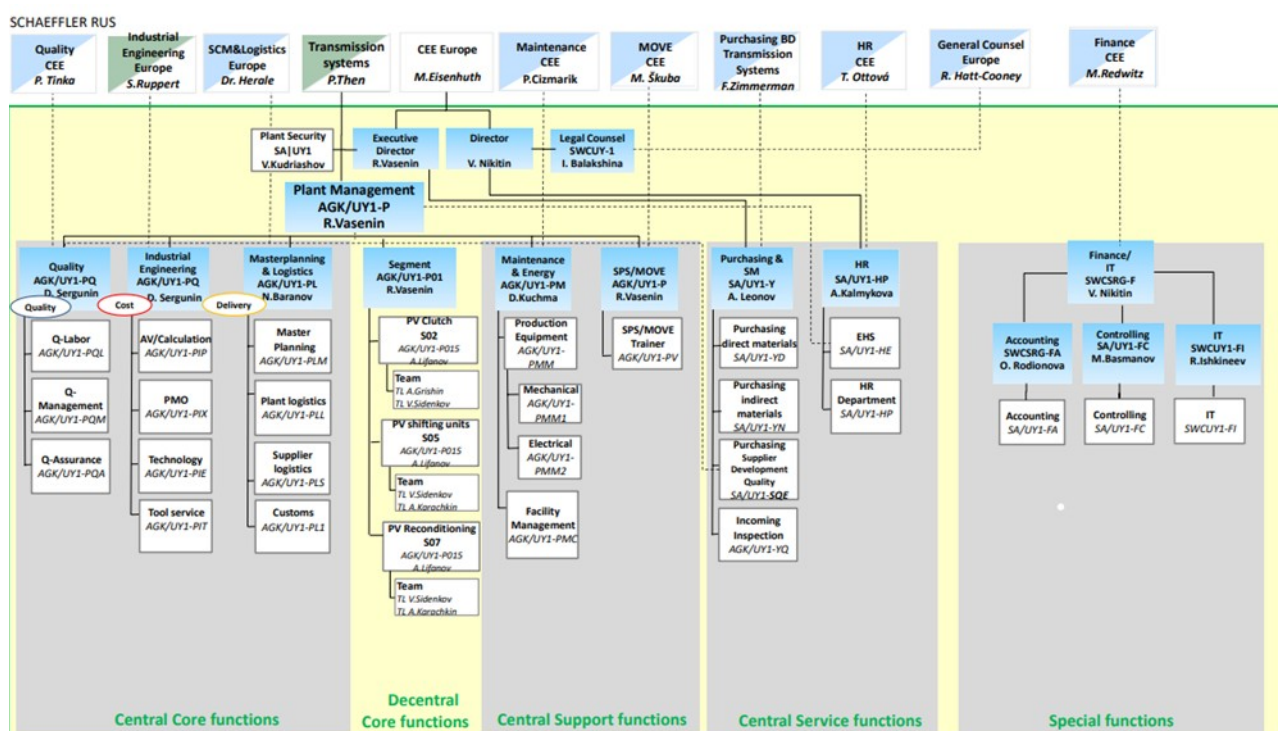 SCHAEFFLER RUS
Quality
CEE
P. Tinka
Industrial
Engineering
Europe
S.Ruppert
SCM&Logistics
Europe
Dr. Herale
Transmission
systems
P.Then
CEE Europe
M.Eisenhuth
Maintenance
CEE
P.Cizmarik
MOVE
CEE
M. Škuba
Purchasing BD
Transmission
Systems
F.Zimmerman
HR
CEE
T. Ottová
General Counsel
Europe
R. Hatt-Cooney
Finance
CEE
M.Redwitz
Plant Security
SA|UY1
V.Kudriashov
Executive
Director
R.Vasenin
Director
V. Nikitin
Legal Counsel
SWCUY-1
I. Balakshina
Plant Management
AGK/UY1-P
R.Vasenin
Quality
AGK/UY1-PQ
D. Sergunin
Quality
Industrial
Engineering
AGK/UY1-PQ
D. Sergunin
Cost
Masterplanning
& Logistics
AGK/UY1-PL
N.Baranov
Delivery
Segment
AGK/UY1-P01
R.Vasenin
Maintenance
& Energy
AGK/UY1-PM
D.Kuchma
SPS/MOVE
AGK/UY1-P
R.Vasenin
Purchasing &
SM
SA/UY1-Y
A. Leonov
HR
SA/UY1-HP
A.Kalmykova
Finance/
IT
SWCSRG-F
V. Nikitin
Q-Labor
AGK/UY1-PQL
Q-
Management
AGK/UY1-PQM
Q-Assurance
AGK/UY1-PQA
AV/Calculation
AGK/UY1-PIP
PMO
AGK/UY1-PIX
Technology
AGK/UY1-PIE
Tool service
AGK/UY1-PIT
Master
Planning
AGK/UY1-PLM
Plant logistics
AGK/UY1-PLL
Supplier
logistics
AGK/UY1-PLS
Customs
AGK/UY1-PL1
PV Clutch
S02
AGK/UY1-P015
A.Lifanov
Team
TL A.Grishin
TL V.Sidenkov
PV shifting units
S05
AGK/UY1-P015
A.Lifanov
Team
TL V.Sidenkov
TL A.Karachkin
PV Reconditioning
S07
AGK/UY1-P015
A.Lifanov
Team
TL V.Sidenkov
TL A.Karachkin
Production
Equipment
AGK/UY1-
PMM
Mechanical
AGK/UY1-
PMM1
Electrical
AGK/UY1-
PMM2
Facility
Management
AGK/UY1-PMC
SPS/MOVE
Trainer
AGK/UY1-PV
Purchasing
direct materials
SA/UY1-YD
Purchasing
indirect
materials
SA/UY1-YN
Purchasing
Supplier
Development
Quality
SA/UY1-SQE
Incoming
Inspection
AGK/UY1-YQ
EHS
SA/UY1-HE
HR
Department
SA/UY1-HP
Accounting
SWCSRG-FA
O. Rodionova
Controlling
SA/UY1-FC
M.Basmanov
IT
SWCUY1-FI
R.Ishkineev
Accounting
SA/UY1-FA
Controlling
SA/UY1-FC
IT
SWCUY1-FI
Central Core functions
Decentral
Core functions
Central Support functions
Central Service functions
Special functions